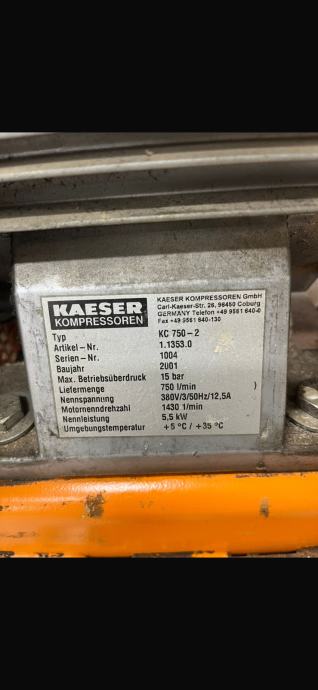 KAESER
KOMPRESSOREN
KAESER KOMPRESSOREN GmbH
Carl-Kaeser-Str. 26, 96450 Coburg
GERMANY Telefon +49 9561 640-0
Fax +49 9561 640-130
Typ KC 750-2
Artikel-Nr. 1.1353.0
Serien-Nr. 1004
Baujahr 2001
Max. Betriebsüberdruck 15 bar
Liefermenge 750 l/min )
Nennspannung 380V/3/50Hz/12,5A
Motornenndrehzahl 1430 1/min
Nennleistung 5,5 kW
Umgebungstemperatur +5°C / +35°C